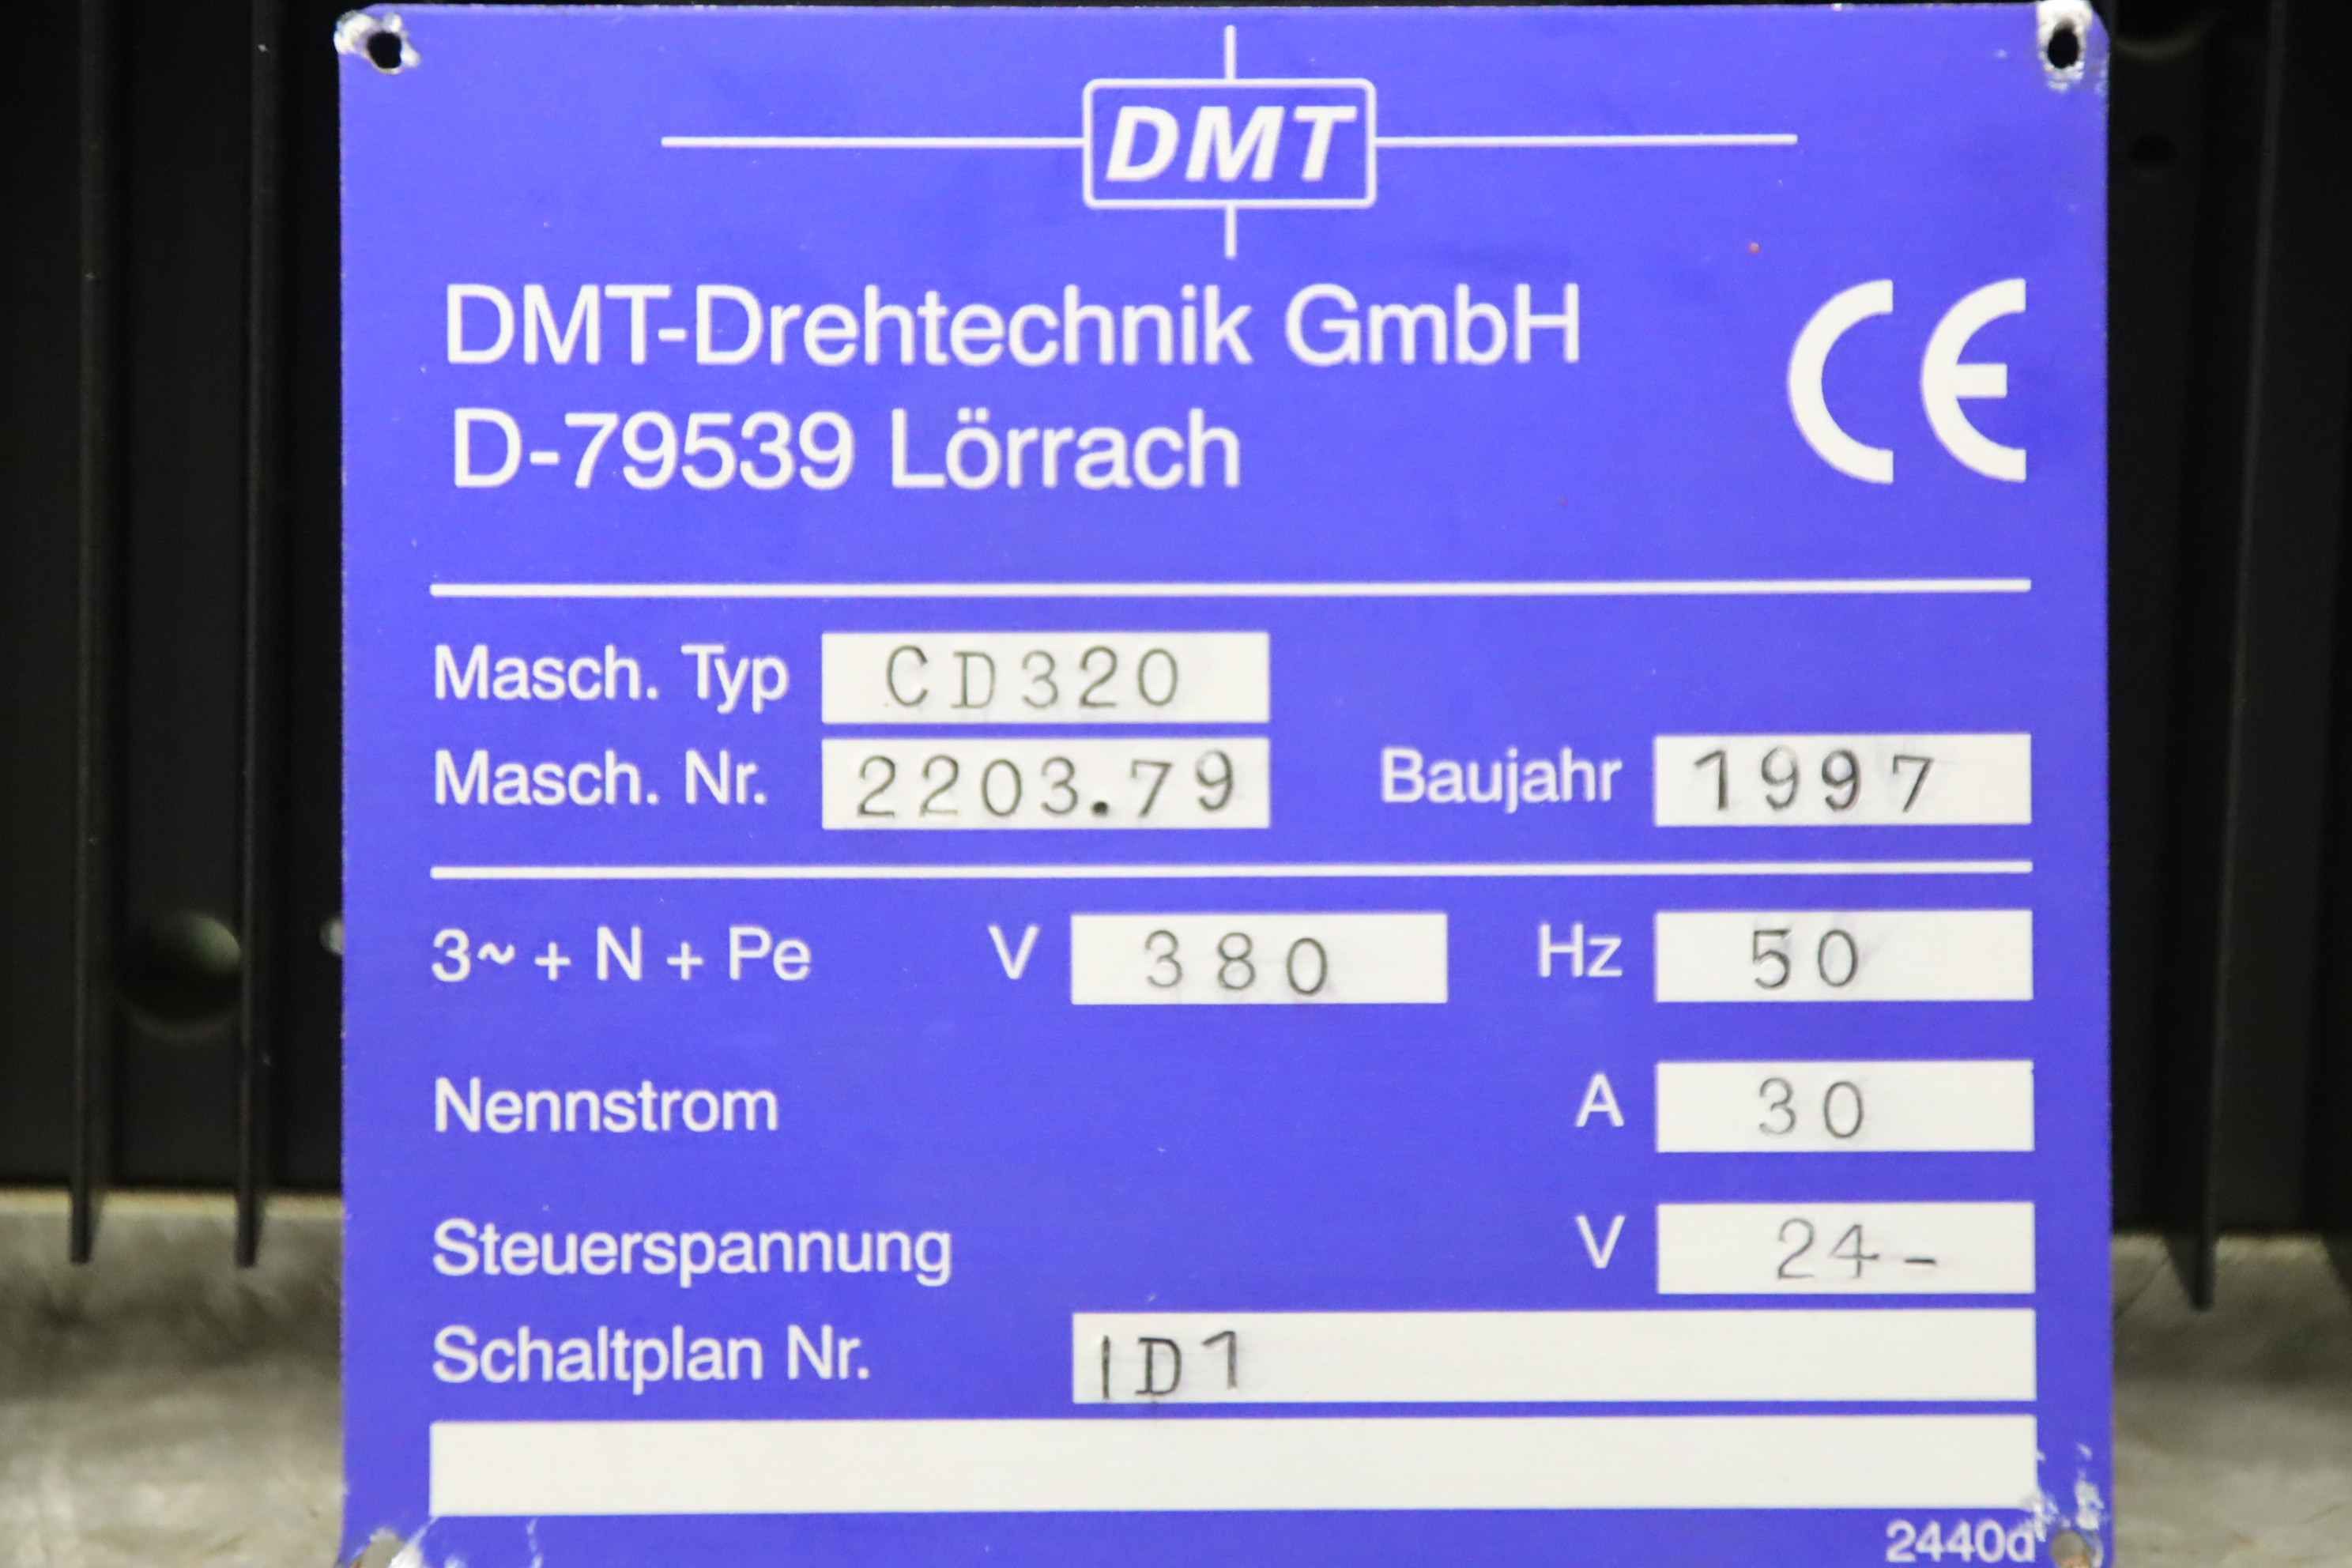 DMT
DMT-Drehtechnik GmbH
CE
D-79539 Lörrach
Masch. Typ CD320
Masch. Nr. 2203.79 Baujahr 1997
3~ + N + Pe V 380 Hz 50
Nennstrom A 30
Steuerspannung V 24-
Schaltplan Nr. ID1
2440d